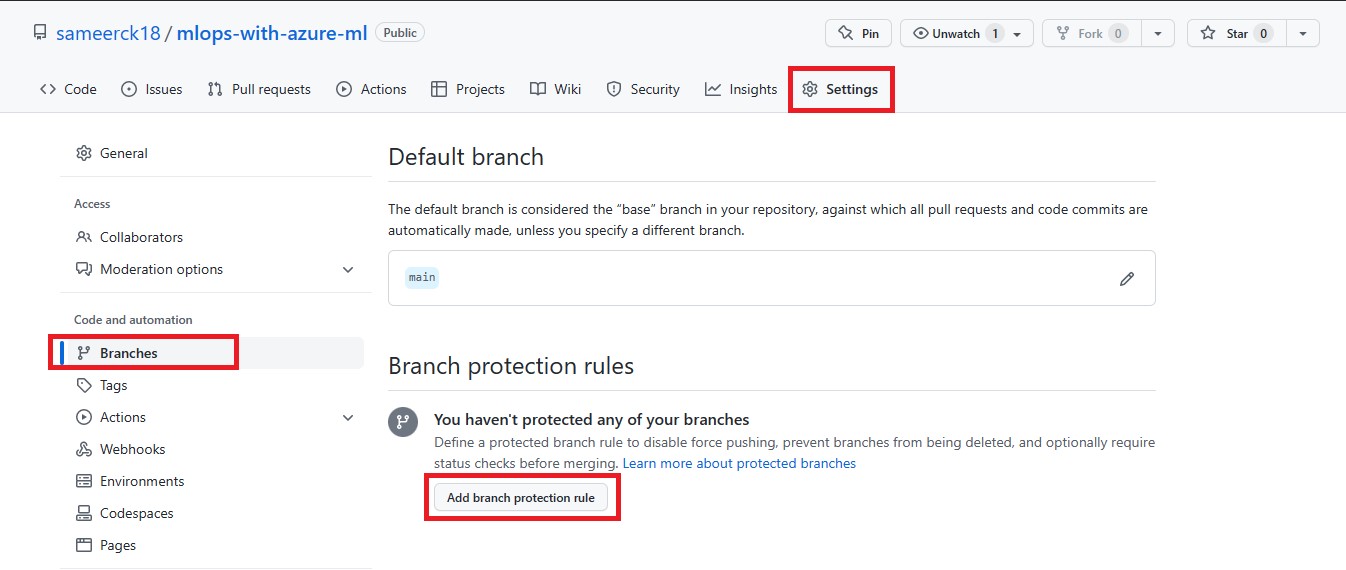 sameerck18 / mlops-with-azure-ml Public Pin Unwatch 1 Fork 0 Star 0
Code Issues Pull requests Actions Projects Wiki Security Insights Settings
General
Access
Collaborators
Moderation options
Code and automation
Branches
Tags
Actions
Webhooks
Environments
Codespaces
Pages
Default branch
The default branch is considered the “base” branch in your repository, against which all pull requests and code commits are
automatically made, unless you specify a different branch.
main
Branch protection rules
You haven't protected any of your branches
Define a protected branch rule to disable force pushing, prevent branches from being deleted, and optionally require
status checks before merging. Learn more about protected branches
Add branch protection rule